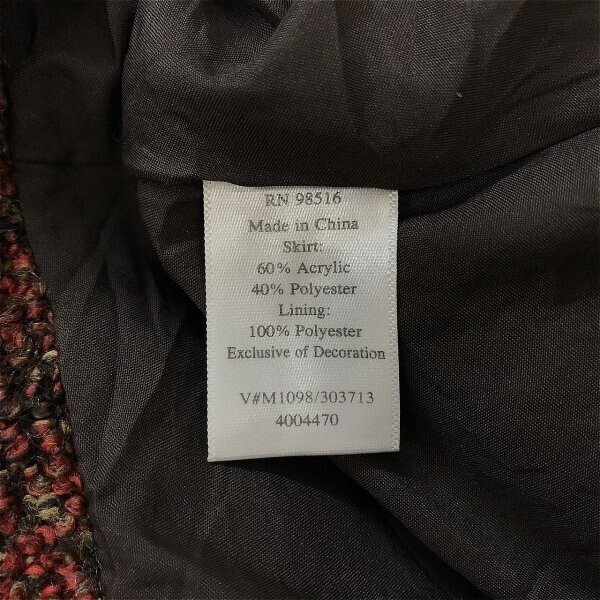 RN 98516
Made in China
Skirt:
60% Acrylic
40% Polyester
Lining:
100% Polyester
Exclusive of Decoration
V#M1098/303713
4004470